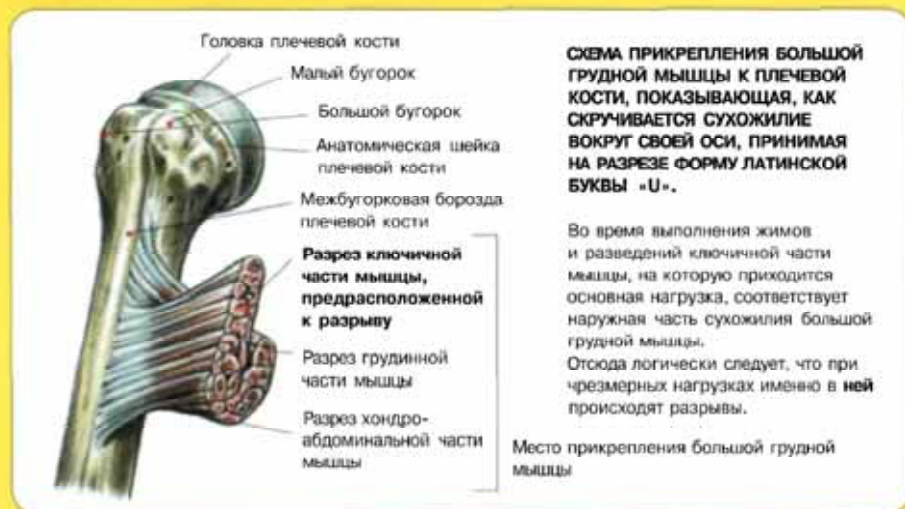 Головка плечевой кости
Малый бугорок
Большой бугорок
Анатомическая шейка
плечевой кости
Межбугорковая борозда
плечевой кости
Разрез ключичной
части мышцы,
предрасположенной
к разрыву
Разрез грудинной
части мышцы
Разрез хондро-
абдоминальной части
мышцы
СХЕМА ПРИКРЕПЛЕНИЯ БОЛЬШОЙ
ГРУДНОЙ МЫШЦЫ К ПЛЕЧЕВОЙ
КОСТИ, ПОКАЗЫВАЮЩАЯ, КАК
СКРУЧИВАЕТСЯ СУХОЖИЛИЕ
ВОКРУГ СВОЕЙ ОСИ, ПРИНИМАЯ
НА РАЗРЕЗЕ ФОРМУ ЛАТИНСКОЙ
БУКВЫ «U».
Во время выполнения жимов
и разведений ключичной части
мышцы, на которую приходится
основная нагрузка, соответствует
наружная часть сухожилия большой
грудной мышцы.
Отсюда логически следует, что при
чрезмерных нагрузках именно в ней
происходят разрывы.
Место прикрепления большой грудной
мышцы